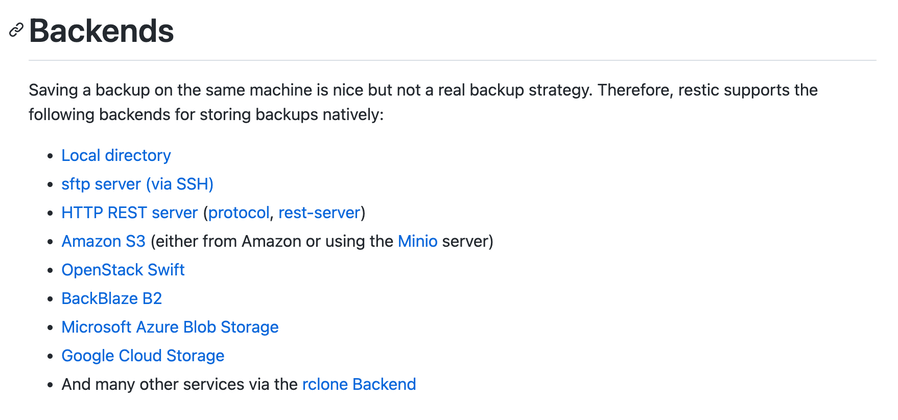 Backends
Saving a backup on the same machine is nice but not a real backup strategy. Therefore, restic supports the
following backends for storing backups natively:
• Local directory
• sftp server (via SSH)
• HTTP REST server (protocol, rest-server)
• Amazon S3 (either from Amazon or using the Minio server)
• OpenStack Swift
• BackBlaze B2
• Microsoft Azure Blob Storage
• Google Cloud Storage
• And many other services via the rclone Backend